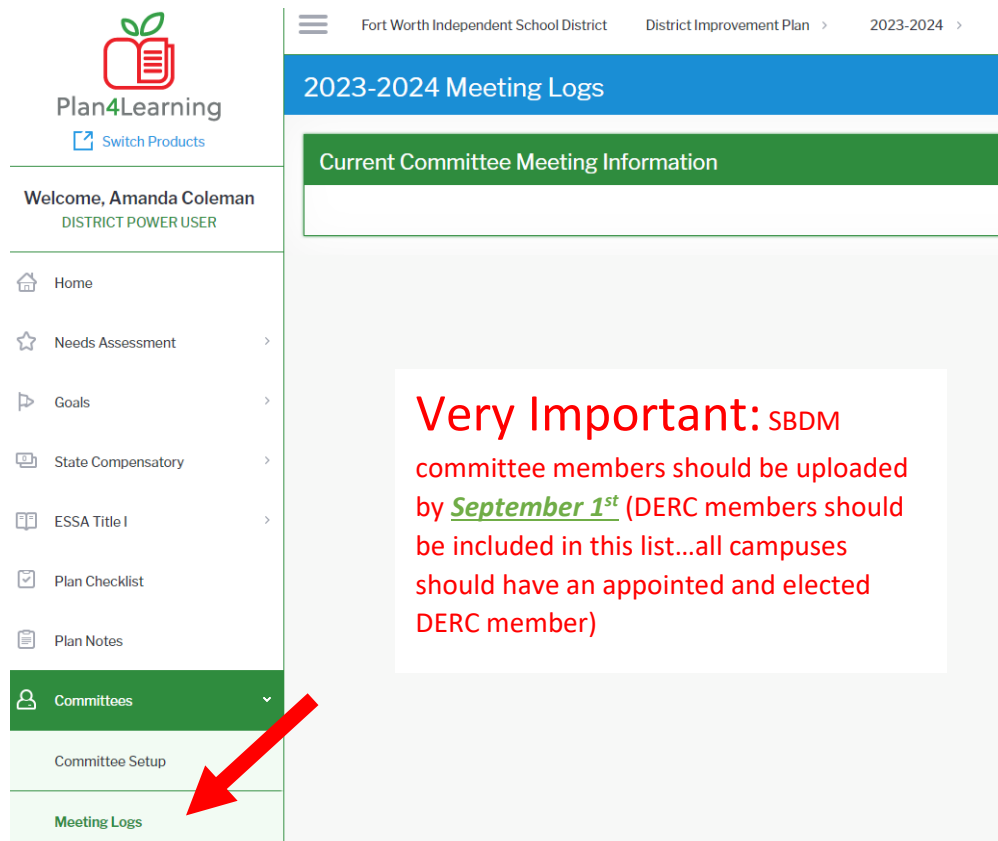 Plan4Learning
Switch Products
Welcome, Amanda Coleman
DISTRICT POWER USER
Home
Needs Assessment
Goals
State Compensatory
ESSA Title I
Plan Checklist
Plan Notes
Committees
Committee Setup
Meeting Logs
Fort Worth Independent School District District Improvement Plan > 2023-2024 >
2023-2024 Meeting Logs
Current Committee Meeting Information
Very Important: SBDM
committee members should be uploaded
by September 1st (DERC members should
be included in this list...all campuses
should have an appointed and elected
DERC member)